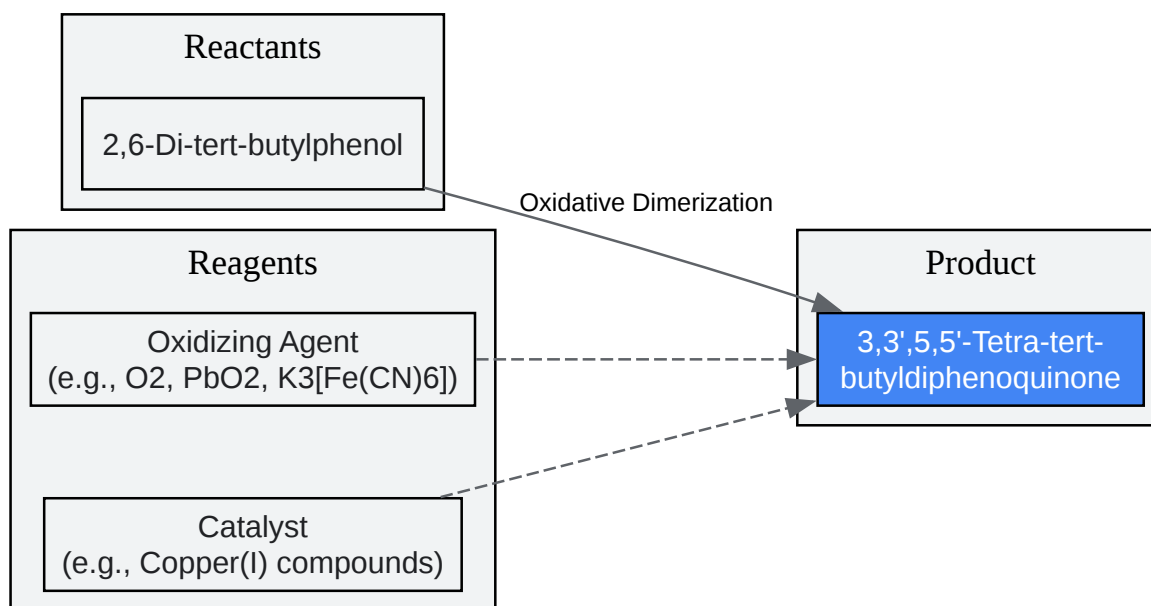 Reactants
2,6-Di-tert-butylphenol
Oxidative Dimerization
Reagents
Oxidizing Agent
(e.g., O2, PbO2, K3[Fe(CN)6])
Catalyst
(e.g., Copper(I) compounds)
Product
3,3',5,5'-Tetra-tert-
butyldiphenoquinone